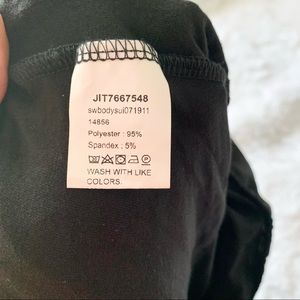 JIT7667548
swbodysui071911
14856
Polyester : 95%
Spandex : 5%
WASH WITH LIKE
COLORS.